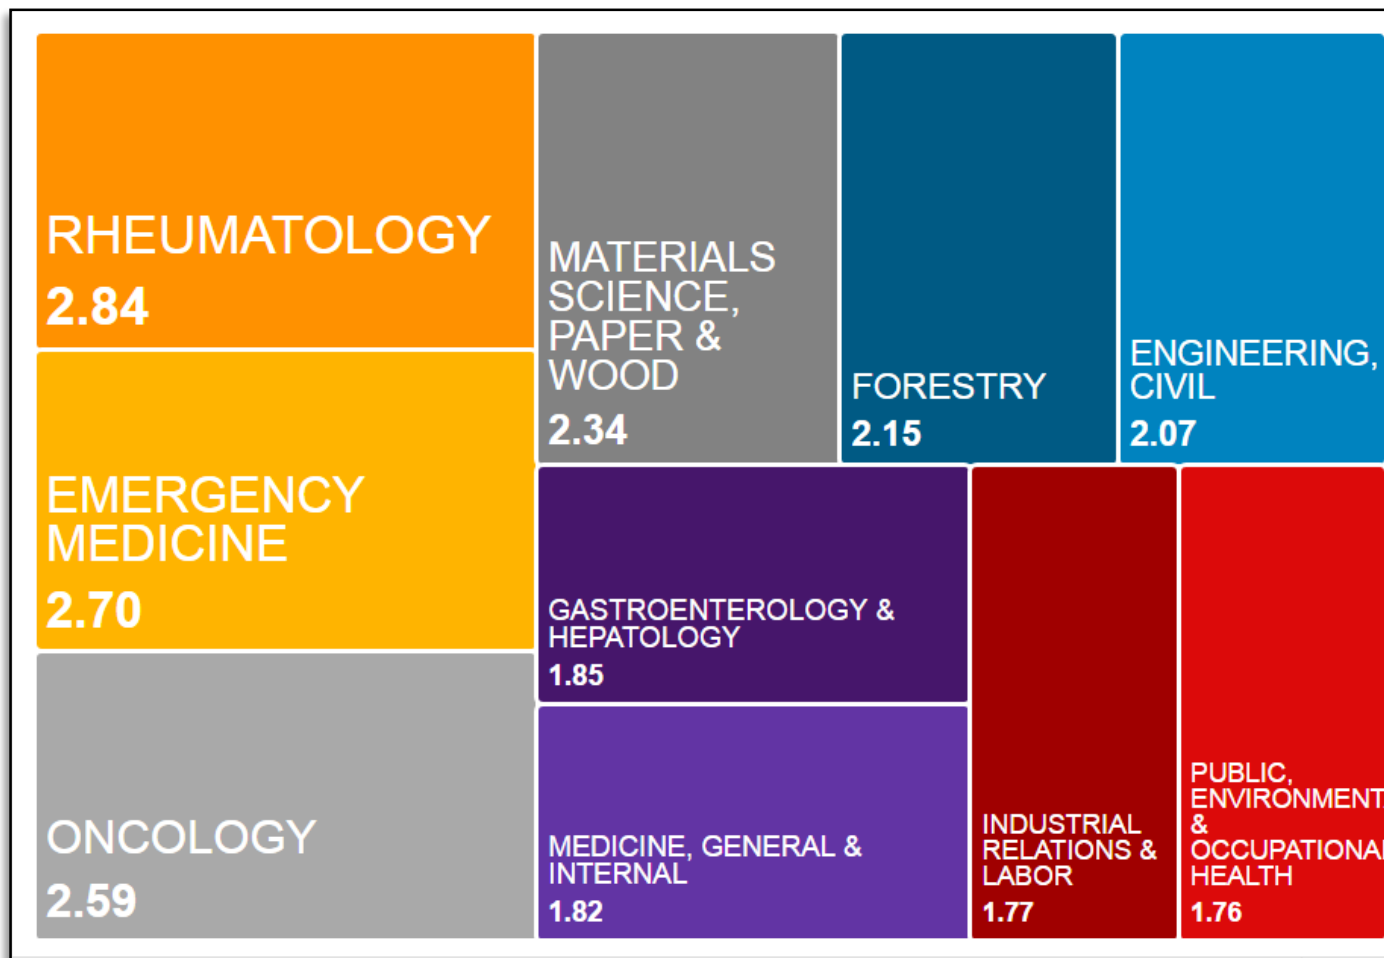 RHEUMATOLOGY
2.84
EMERGENCY
MEDICINE
2.70
ONCOLOGY
2.59
MATERIALS
SCIENCE,
PAPER &
WOOD
2.34
FORESTRY
2.15
ENGINEERING,
CIVIL
2.07
GASTROENTEROLOGY &
HEPATOLOGY
1.85
MEDICINE, GENERAL &
INTERNAL
1.82
INDUSTRIAL
RELATIONS &
LABOR
1.77
PUBLIC,
ENVIRONMENTA
&
OCCUPATIONAL
HEALTH
1.76